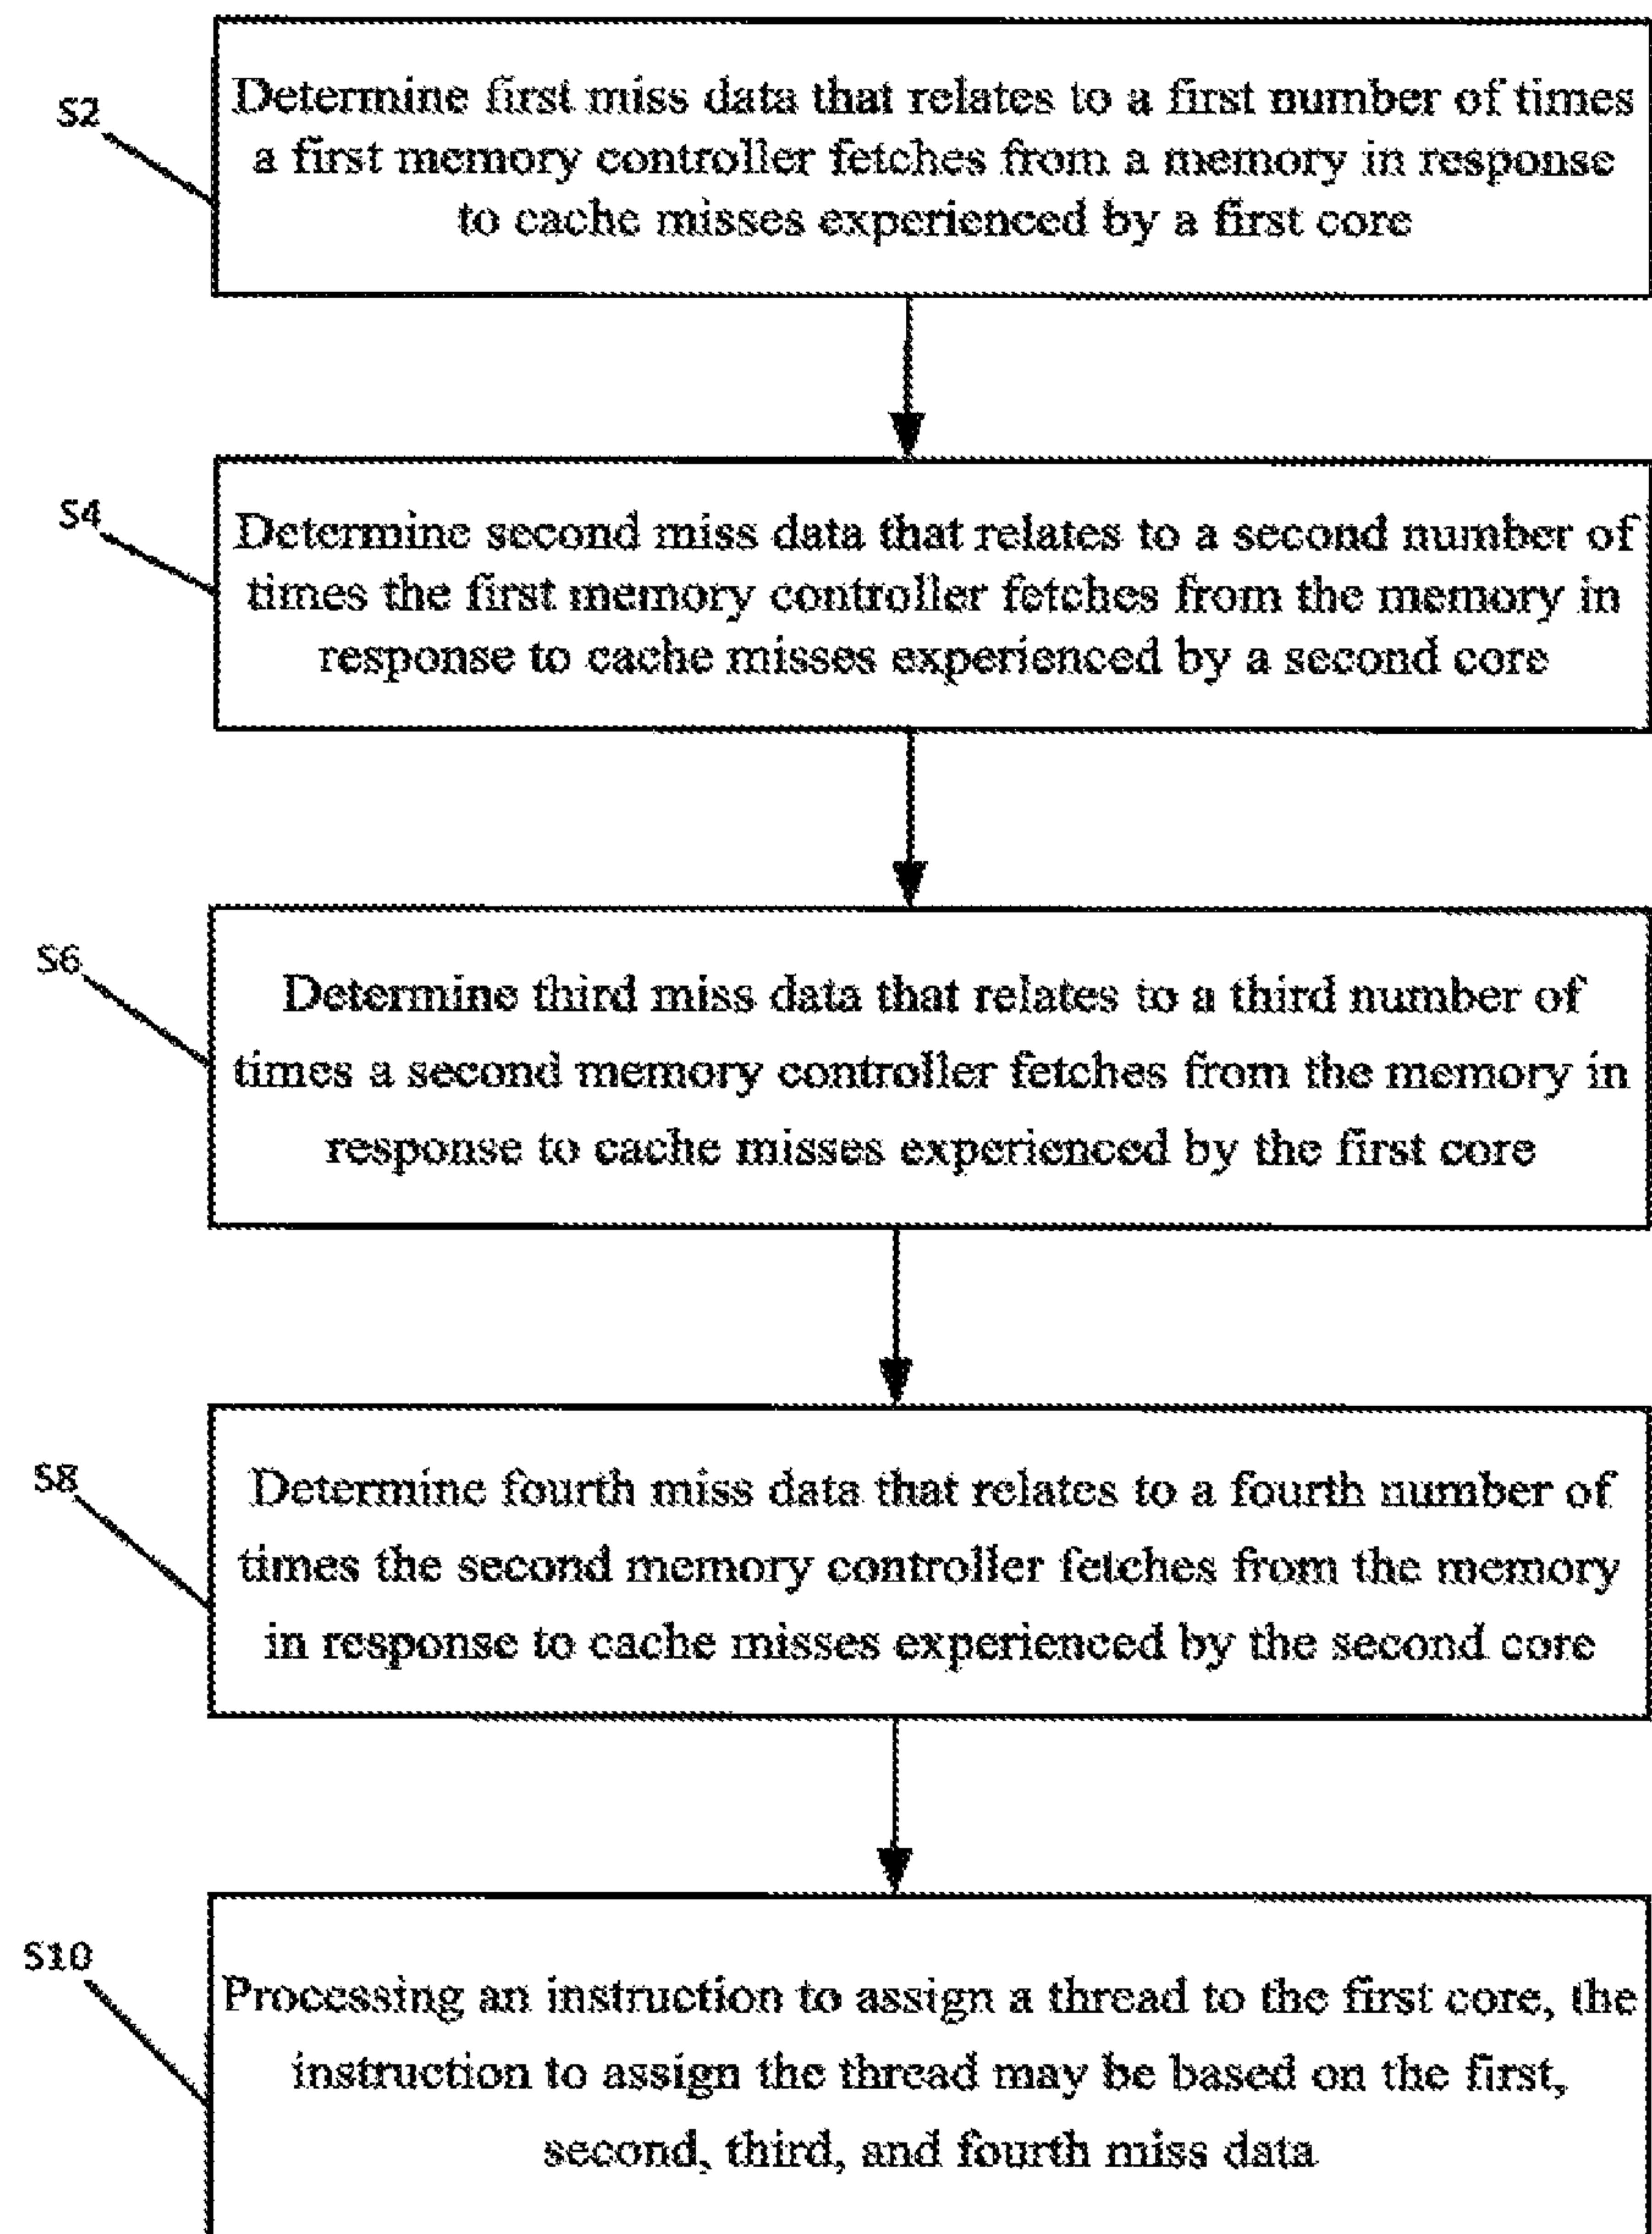 S2
Determine first miss data that relates to a first number of times
a first memory controller fetches from a memory in response
to cache misses experienced by a first core
S4
Determine second miss data that relates to a second number of
times the first memory controller fetches from the memory in
response to cache misses experienced by a second core
S6
Determine third miss data that relates to a third number of
times a second memory controller fetches from the memory in
response to cache misses experienced by the first core
S8
Determine fourth miss data that relates to a fourth number of
times the second memory controller fetches from the memory
in response to cache misses experienced by the second core
S10
Processing an instruction to assign a thread to the first core, the
instruction to assign the thread may be based on the first,
second, third, and fourth miss data